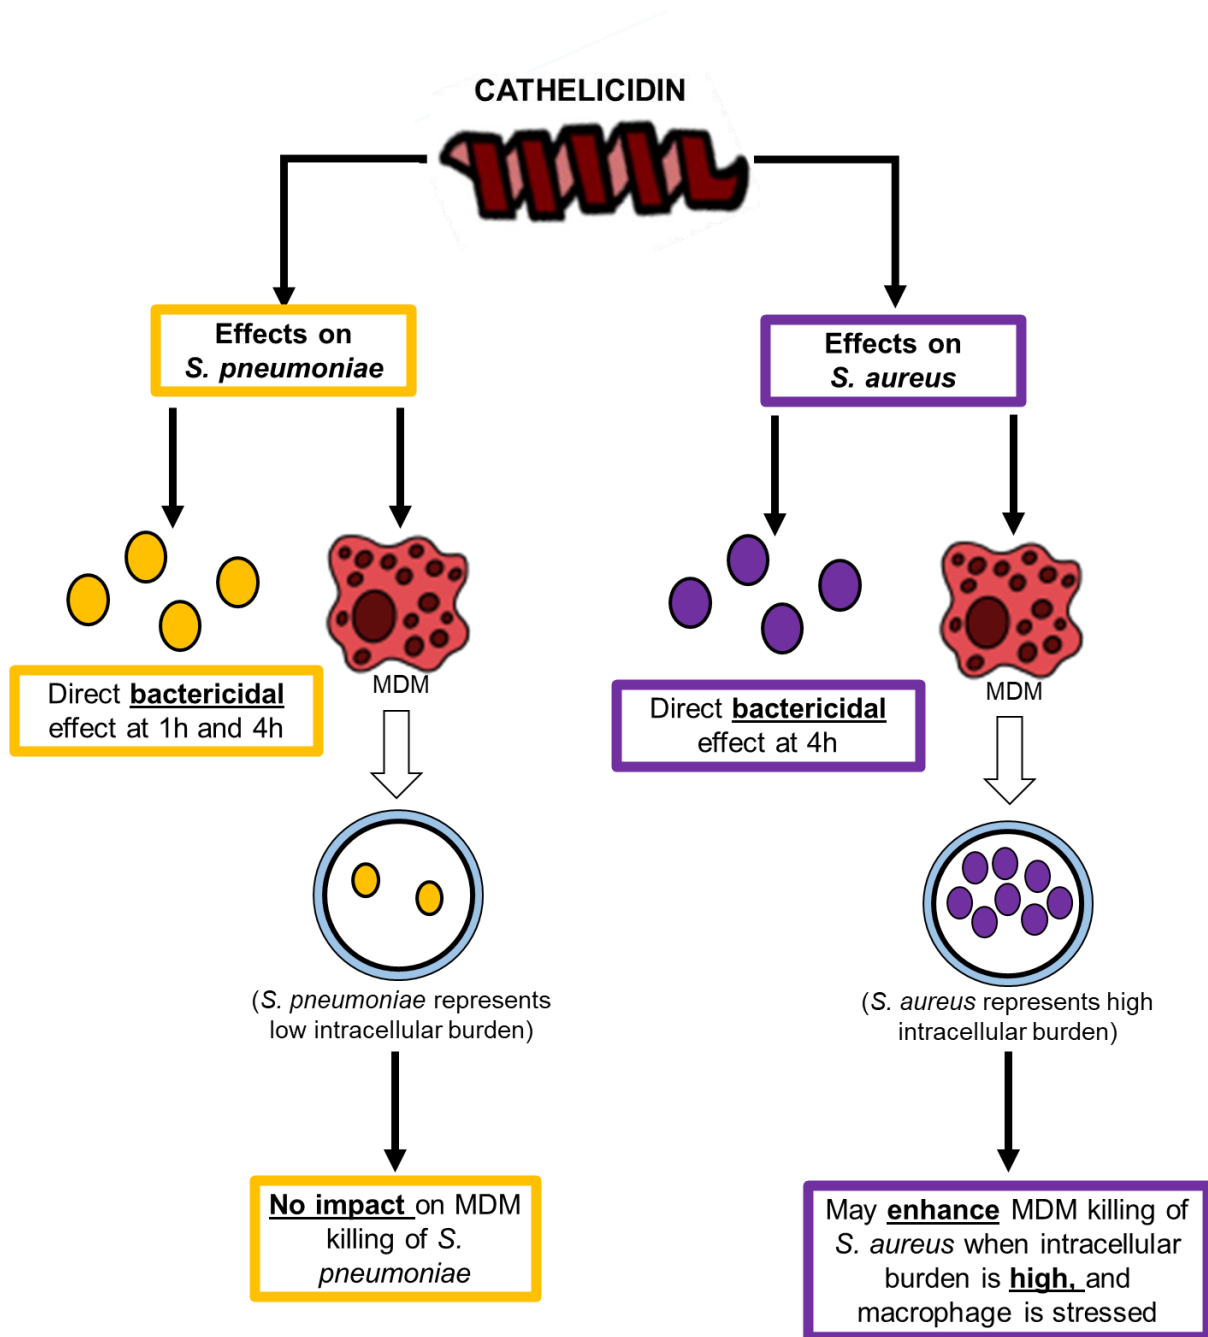 CATHELICIDIN
Effects on
S. pneumoniae
Effects on
S. aureus
MDM
Direct bactericidal
effect at 1h and 4h
MDM
Direct bactericidal
effect at 4h
(S. pneumoniae represents
low intracellular burden)
(S. aureus represents high
intracellular burden)
No impact on MDM
killing of S.
pneumoniae
May enhance MDM killing of
S. aureus when intracellular
burden is high, and
macrophage is stressed